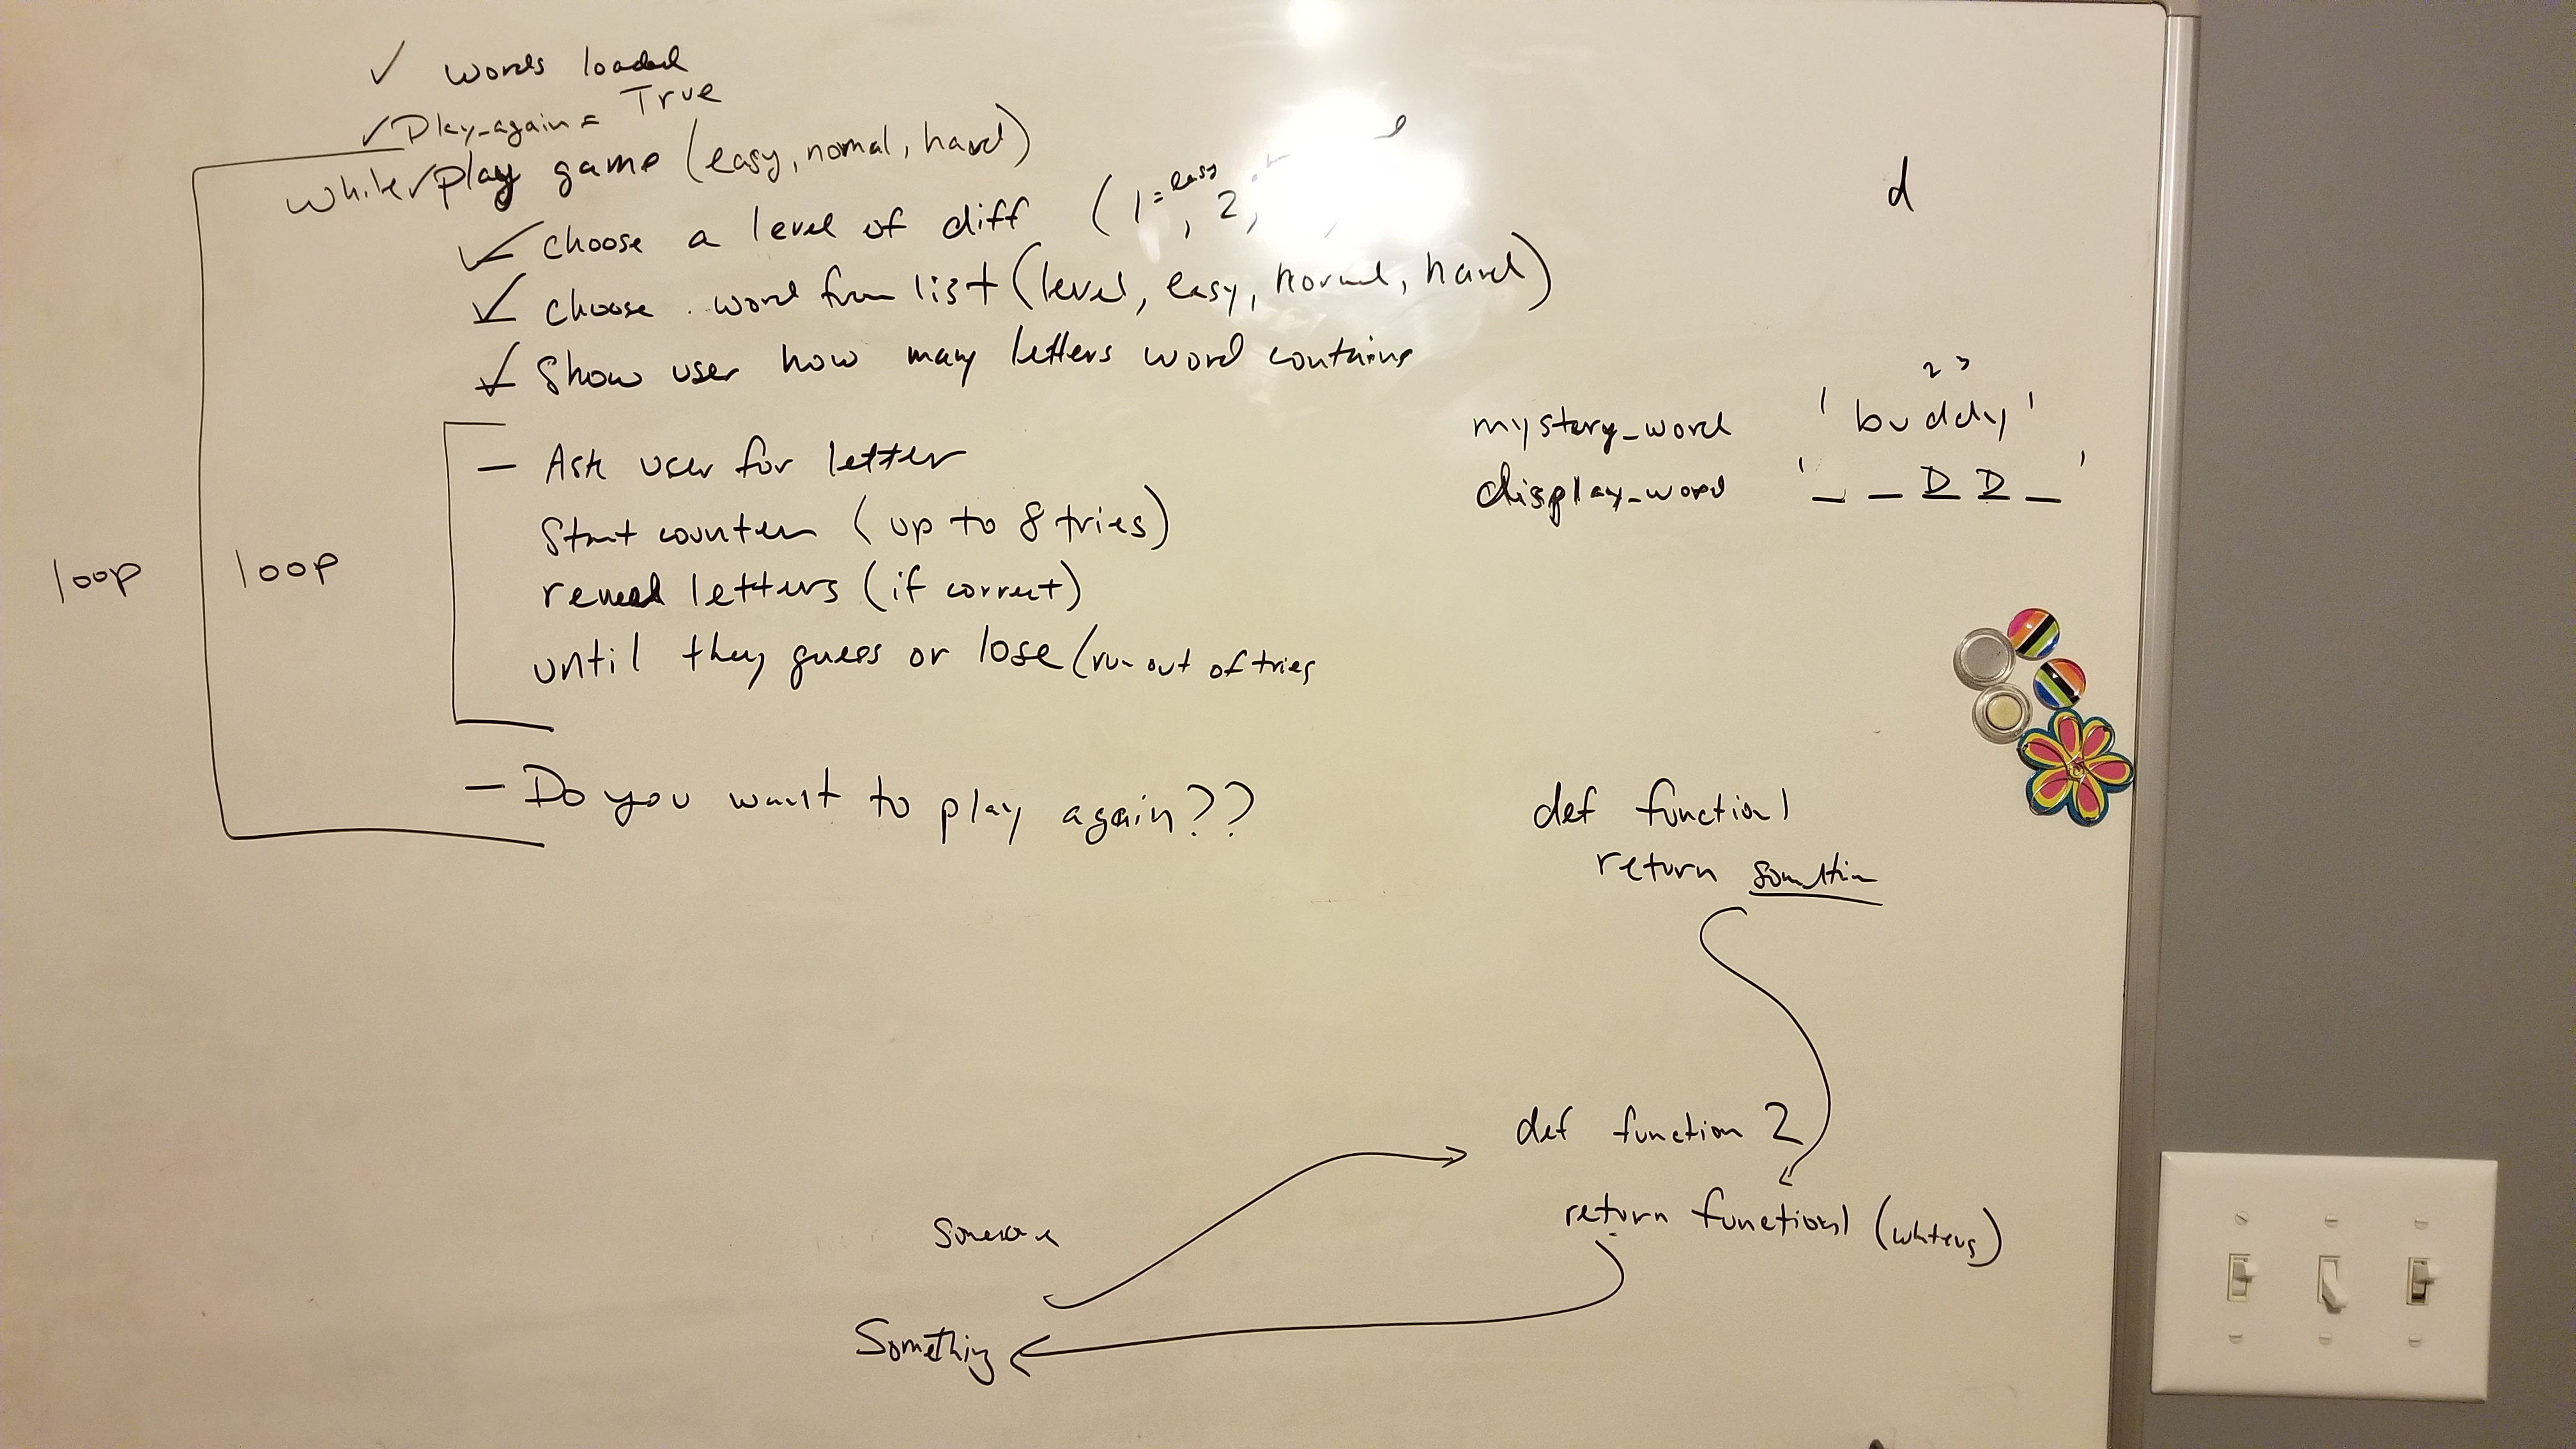 ✓ words loaded
✓ Play_again = True
while ✓ play game (easy, nomal, hard)
✓ choose a level of diff (1 = easy, 2,
✓ choose word from list (level, easy, normal, hard)
✓ Show user how many letters word contains
— Ask user for letter
Start counter (up to 8 tries)
reveal letters (if correct)
until they guess or lose (run out of tries
— Do you want to play again??
loop
loop
d
2 3
mystery_word 'buddy'
display_word '_ _ D D _'
def function1
return somethin
def function 2
return function1 (whatevs)
Something